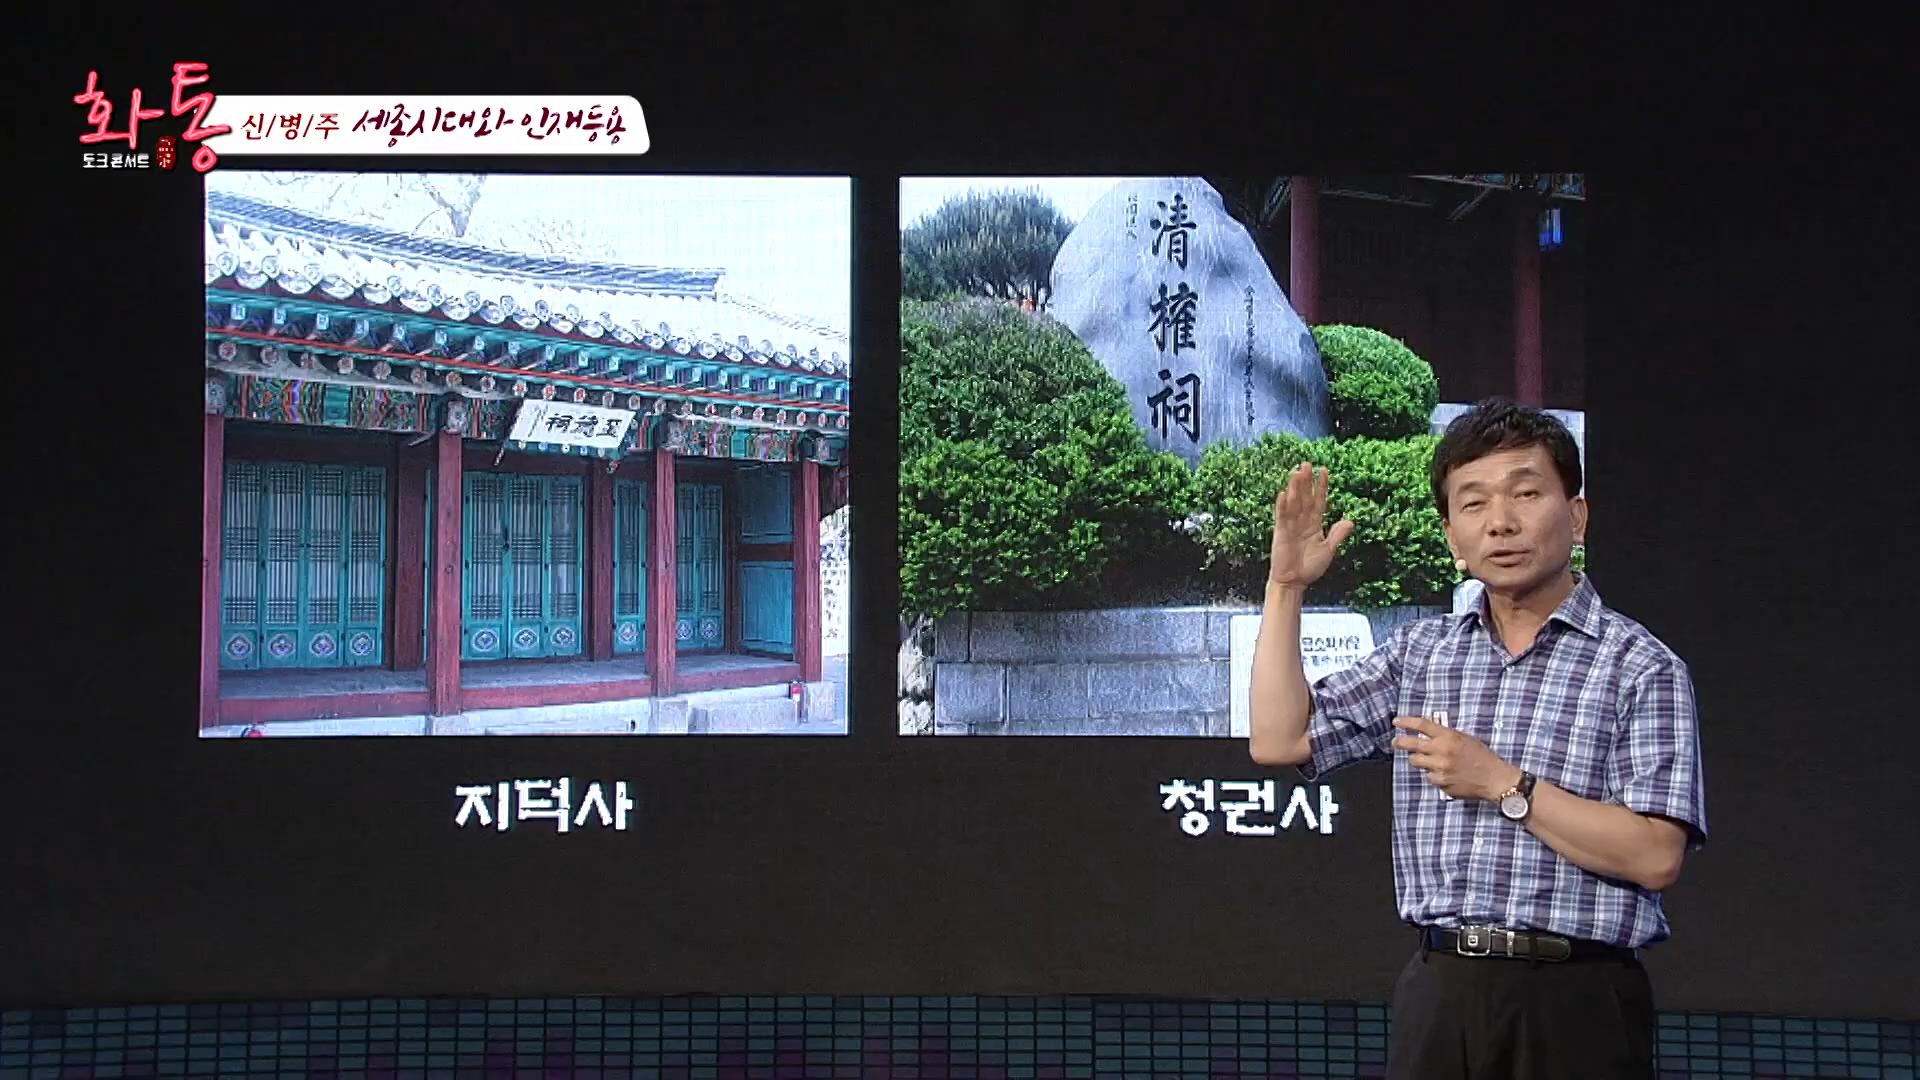 화통
토크콘서트
신/병/주 세종시대와 인재등용
至德祠
清權祠
지덕사
청권사